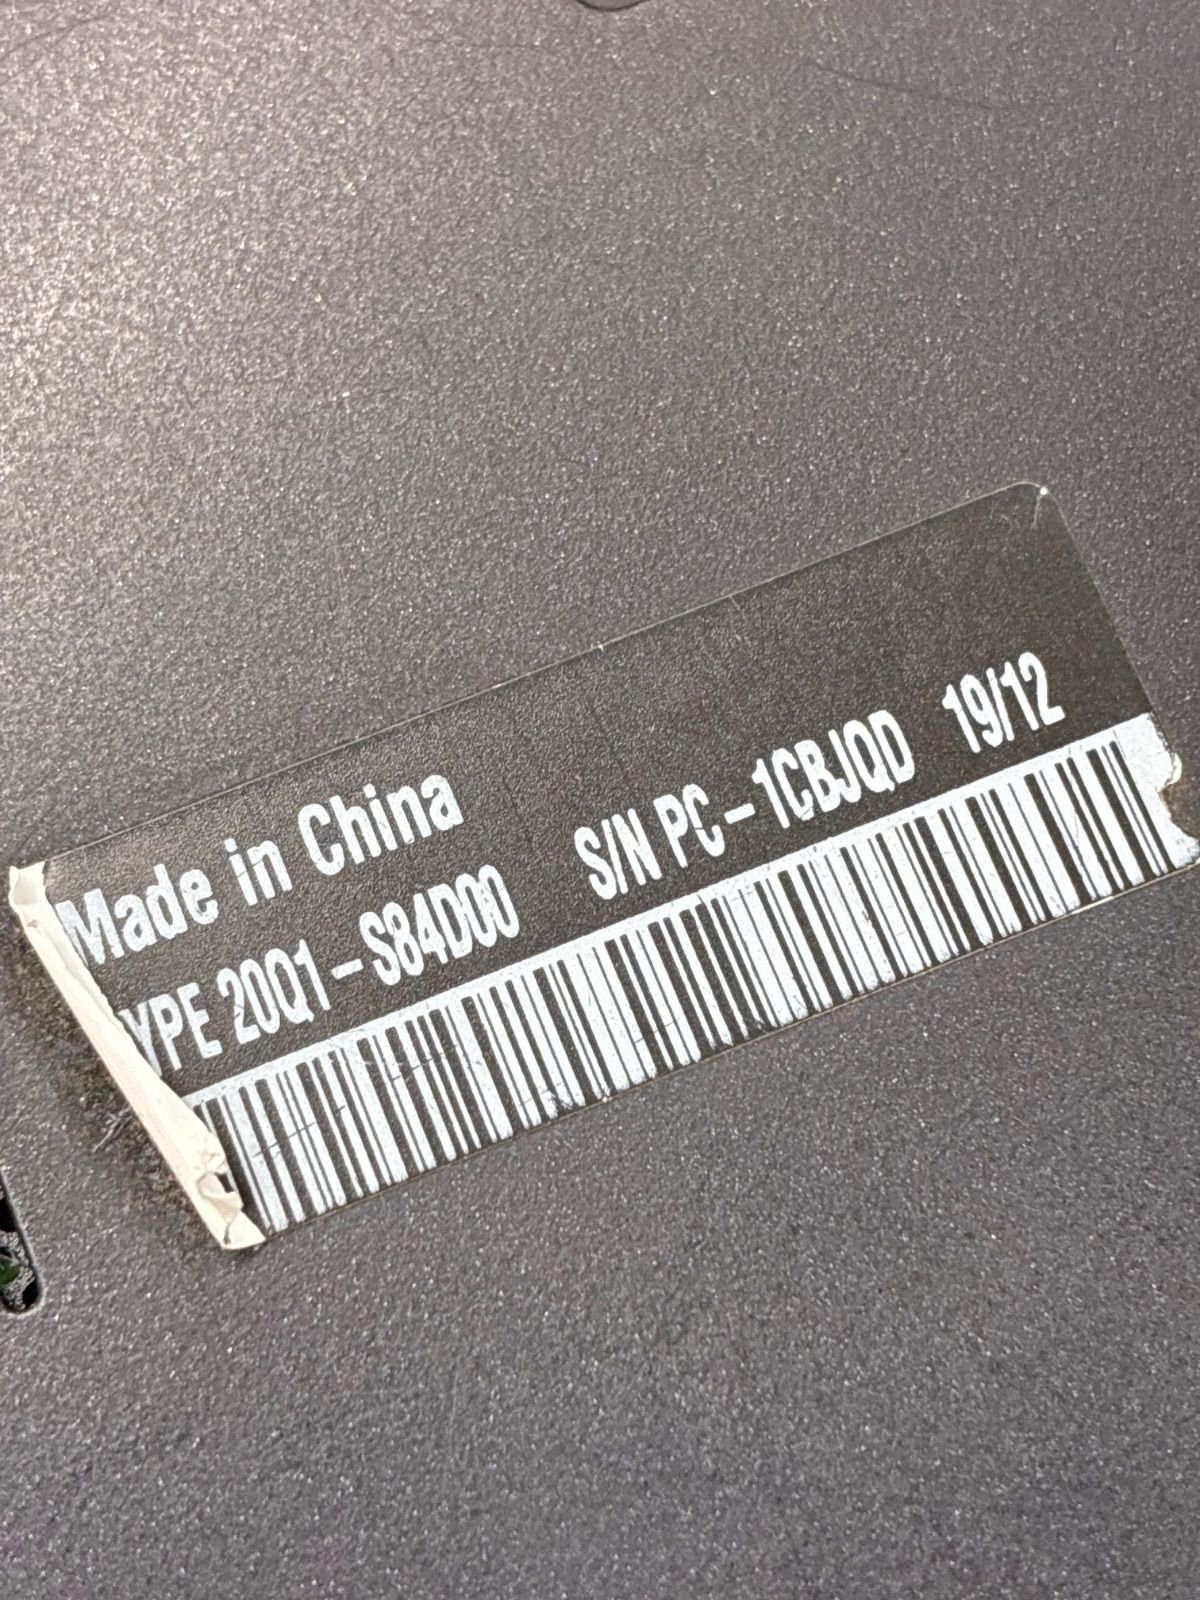 Made in China
YPE 20Q1-S84D00 S/N PC-1CBJQD 19/12